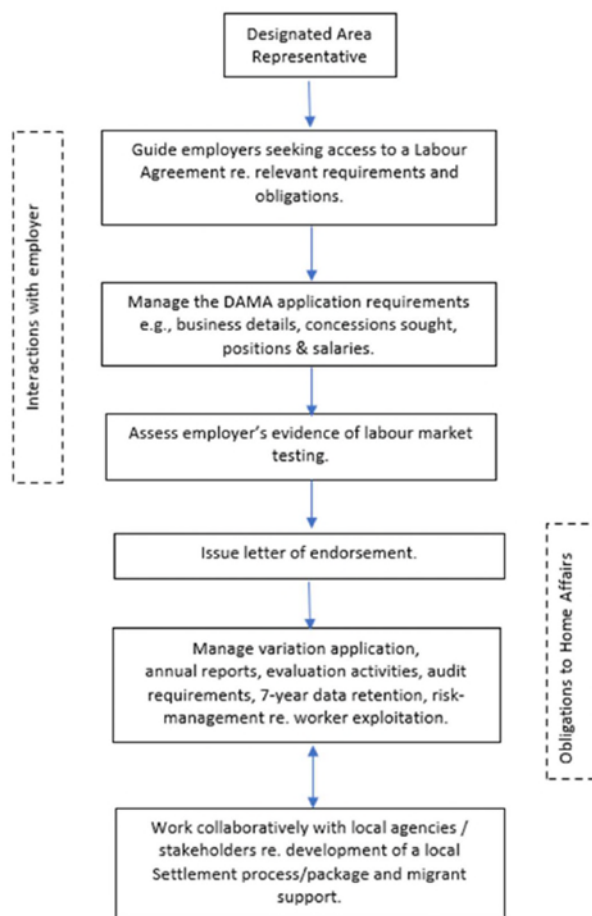 Designated Area
Representative
Interactions with employer
Guide employers seeking access to a Labour
Agreement re. relevant requirements and
obligations.
Manage the DAMA application requirements
e.g., business details, concessions sought,
positions & salaries.
Assess employer's evidence of labour market
testing.
Issue letter of endorsement.
Obligations to Home Affairs
Manage variation application,
annual reports, evaluation activities, audit
requirements, 7-year data retention, risk-
management re. worker exploitation.
Work collaboratively with local agencies /
stakeholders re. development of a local
Settlement process/package and migrant
support.